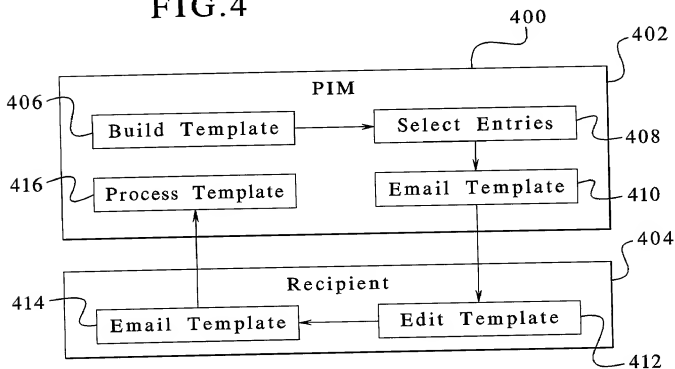 FIG.4
400
402
PIM
406
Build Template
Select Entries
408
416
Process Template
Email Template
410
404
Recipient
414
Email Template
Edit Template
412